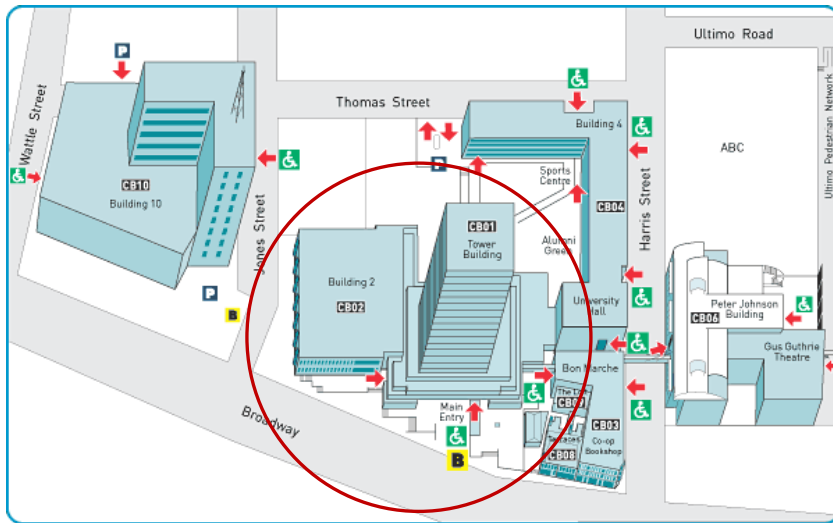 Ultimo Road
Ultimo Pedestrian Network
P
Thomas Street
Building 4
Wattle Street
ABC
P
Sports
Centre
CB10
Building 10
Harris Street
CB04
CB01
Tower
Building
Alumni
Green
Jones Street
Building 2
CB02
P
B
University
Hall
Peter Johnson
Building
CB06
Gus Guthrie
Theatre
Bon Marche
Main
Entry
Broadway
CB03
Co-op
Bookshop
Terraces
CB08
B